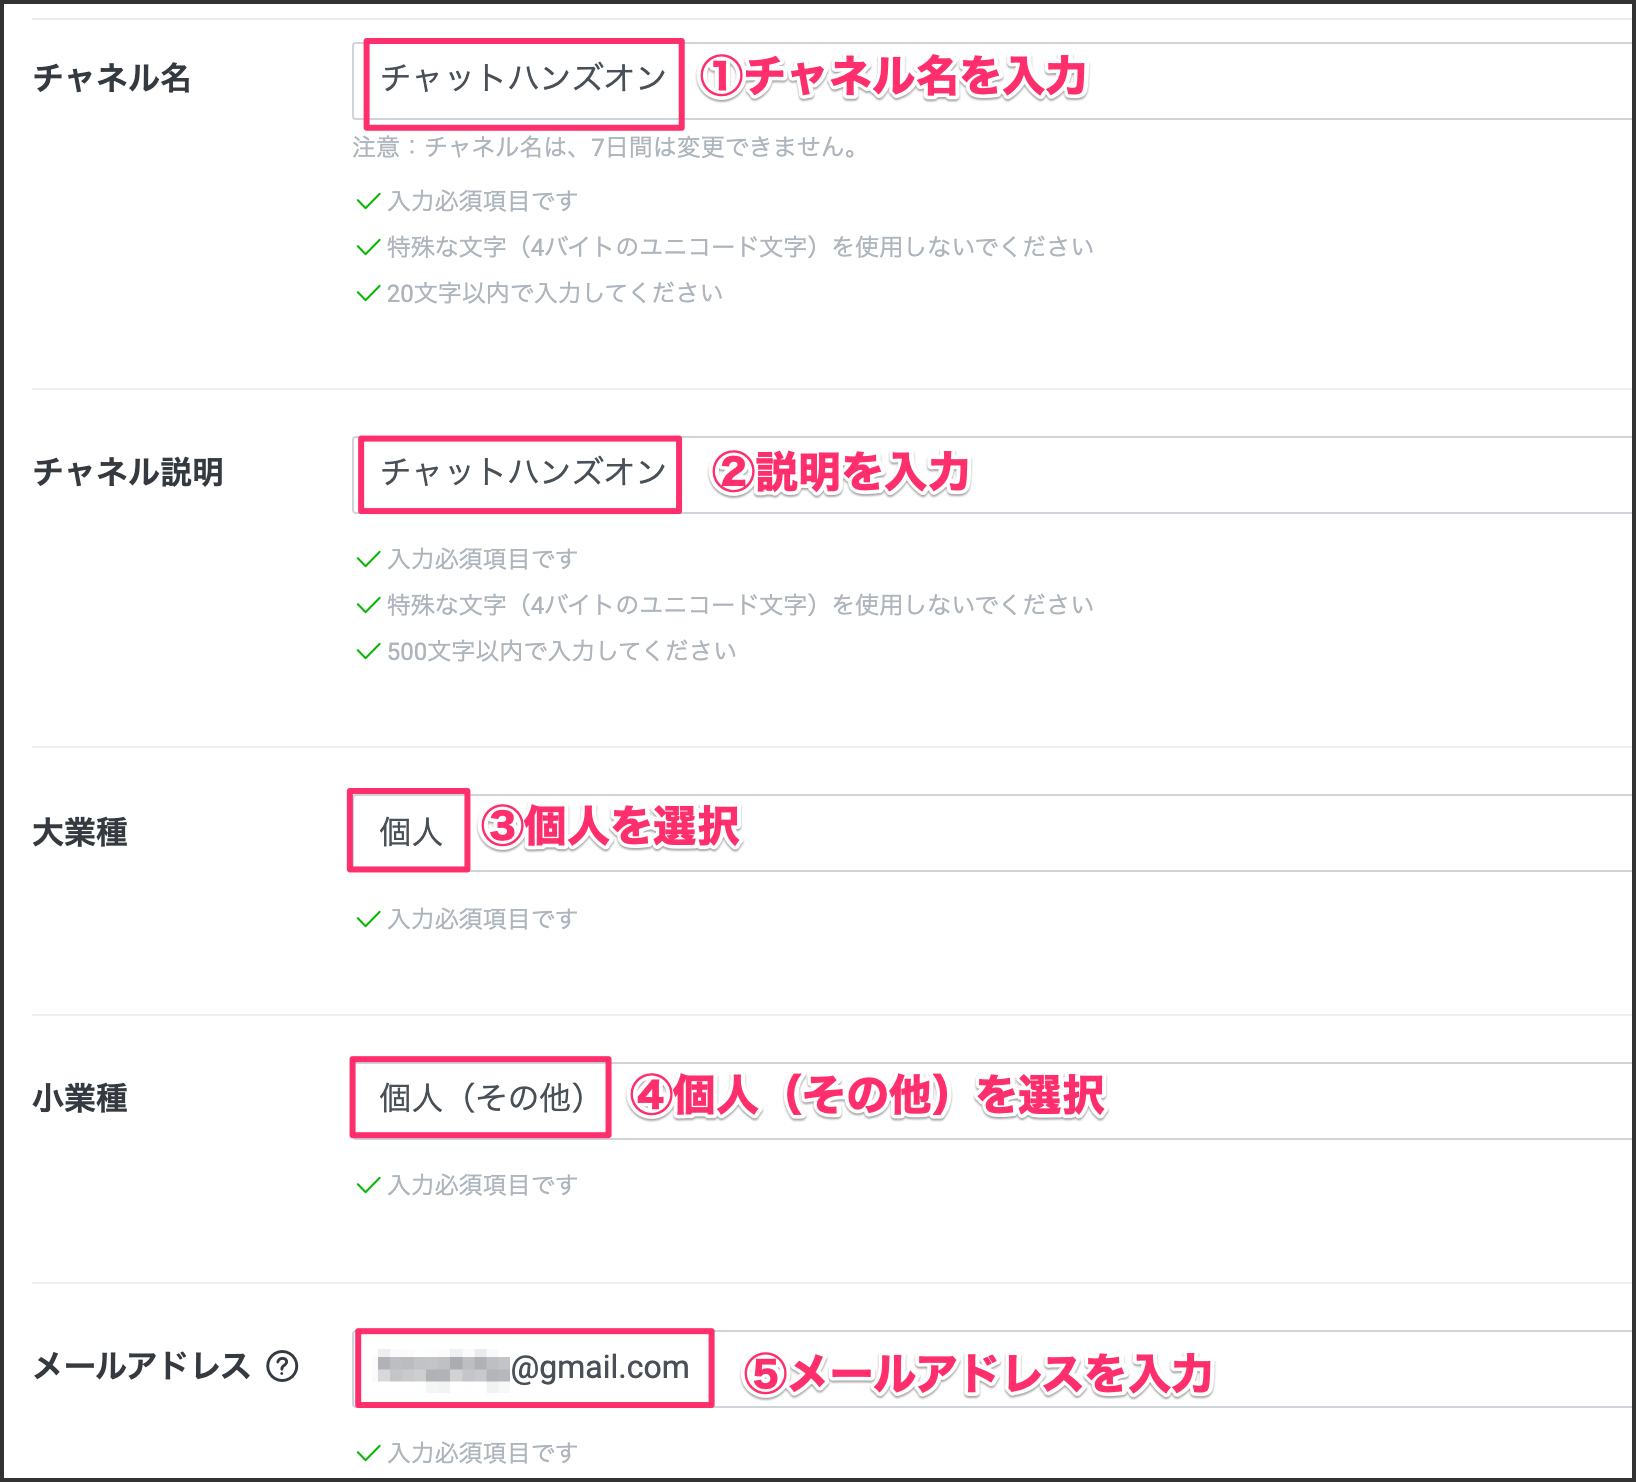 チャネル名
チャットハンズオン ①チャネル名を入力
注意：チャネル名は、7日間は変更できません。
入力必須項目です
特殊な文字（4バイトのユニコード文字）を使用しないでください
20文字以内で入力してください
チャネル説明
チャットハンズオン ②説明を入力
入力必須項目です
特殊な文字（4バイトのユニコード文字）を使用しないでください
500文字以内で入力してください
大業種
個人 ③個人を選択
入力必須項目です
小業種
個人（その他） ④個人（その他）を選択
入力必須項目です
メールアドレス ?
@gmail.com ⑤メールアドレスを入力
入力必須項目です